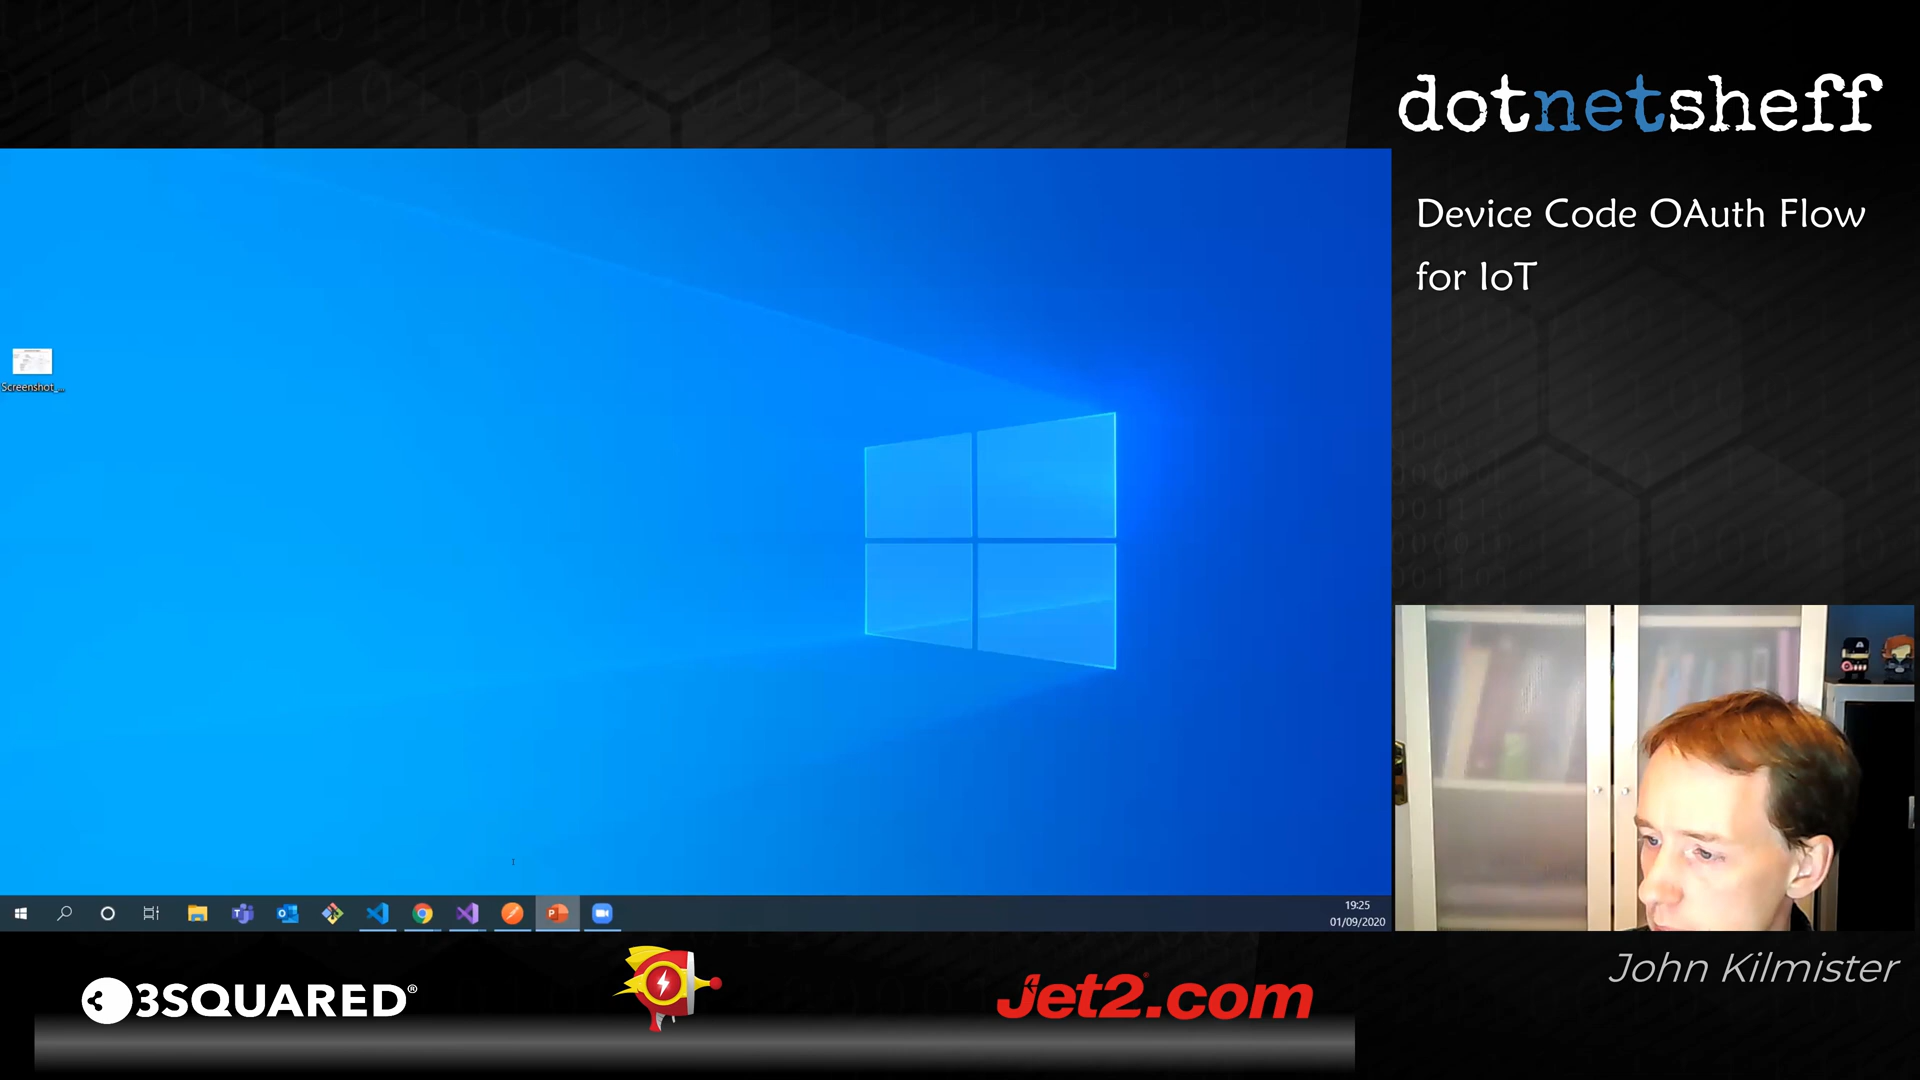 dotnetsheff
Device Code OAuth Flow
for IoT
Screenshot_...
19:25
01/09/2020
John Kilmister
3SQUARED®
Jet2.com